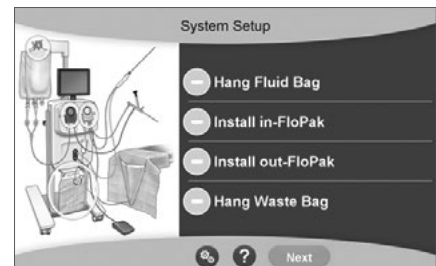 System Setup
Hang Fluid Bag
Install in-FloPak
Install out-FloPak
Hang Waste Bag
?
Next